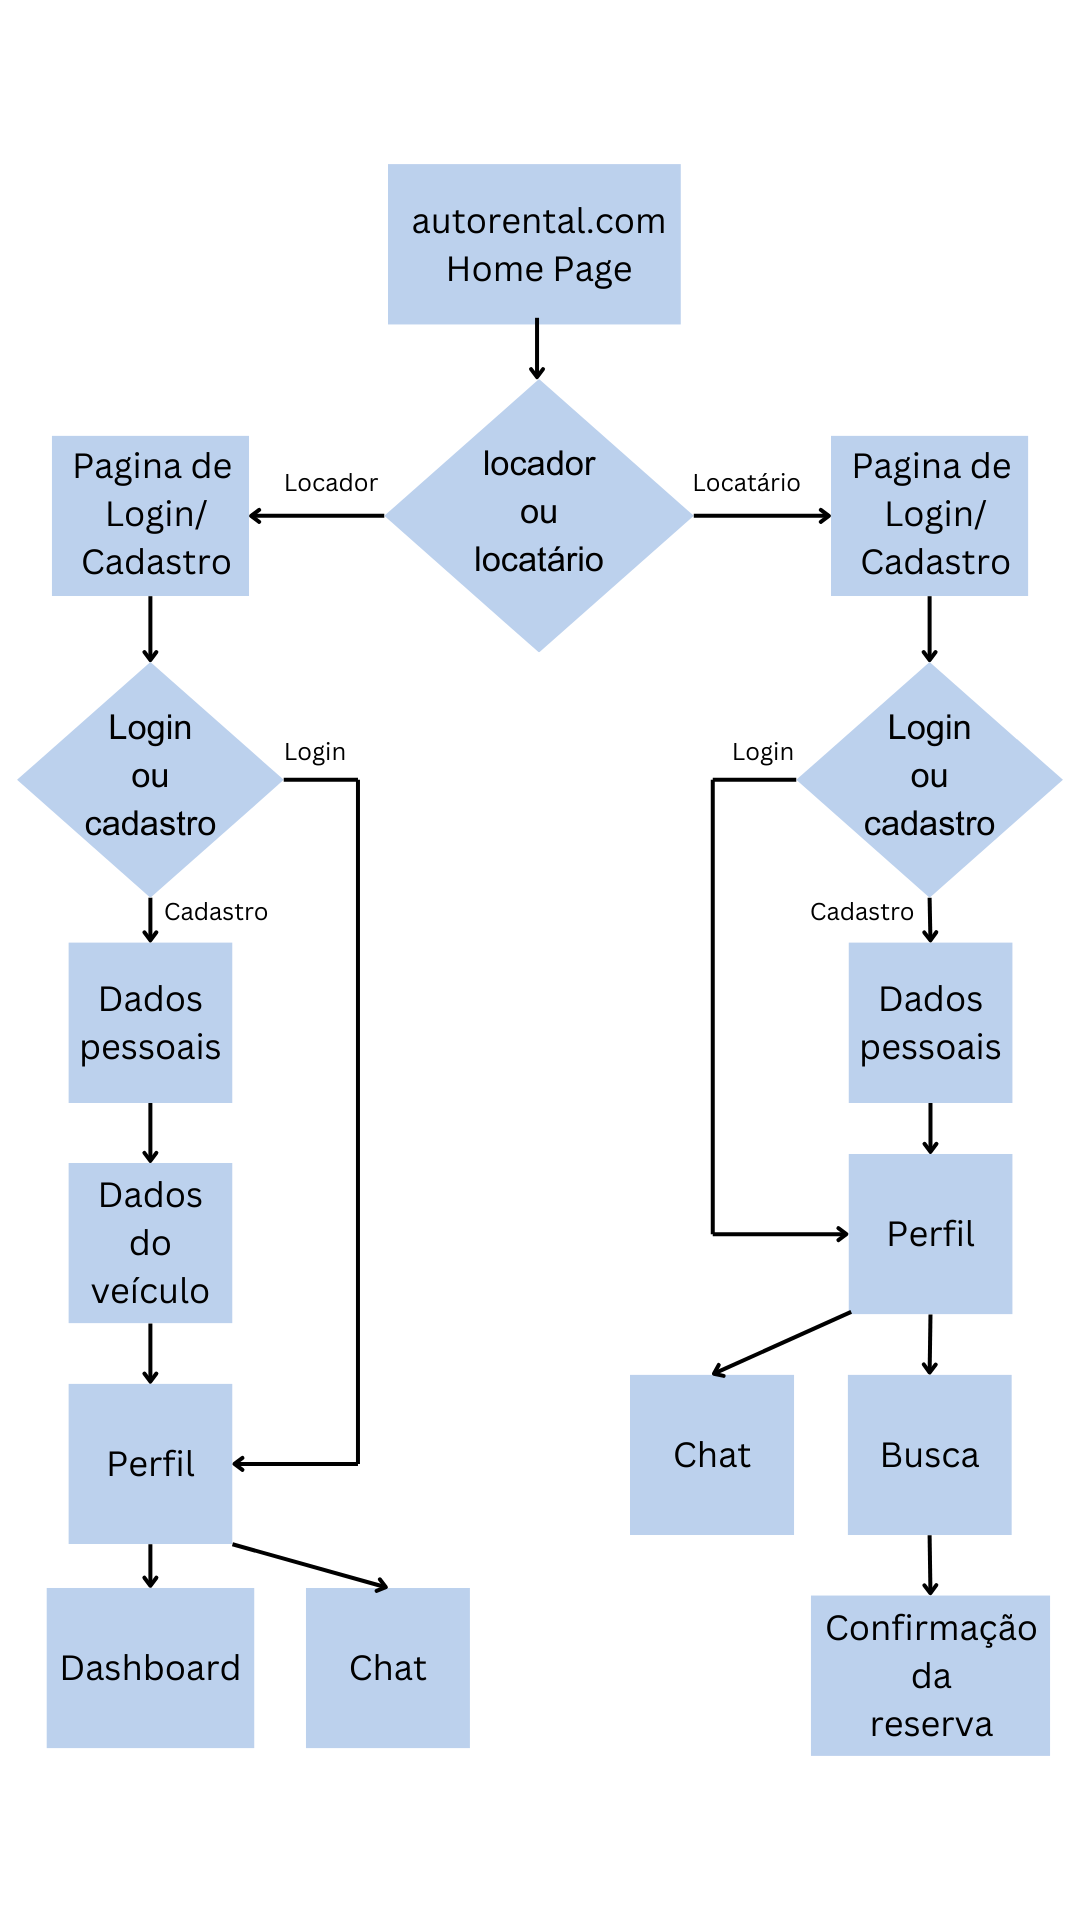 autorental.com
Home Page
locador
ou
locatário
Locador
Locatário
Pagina de
Login/
Cadastro
Pagina de
Login/
Cadastro
Login
ou
cadastro
Login
Login
Login
ou
cadastro
Cadastro
Cadastro
Dados
pessoais
Dados
pessoais
Dados
do
veículo
Perfil
Perfil
Chat
Busca
Dashboard
Chat
Confirmação
da
reserva